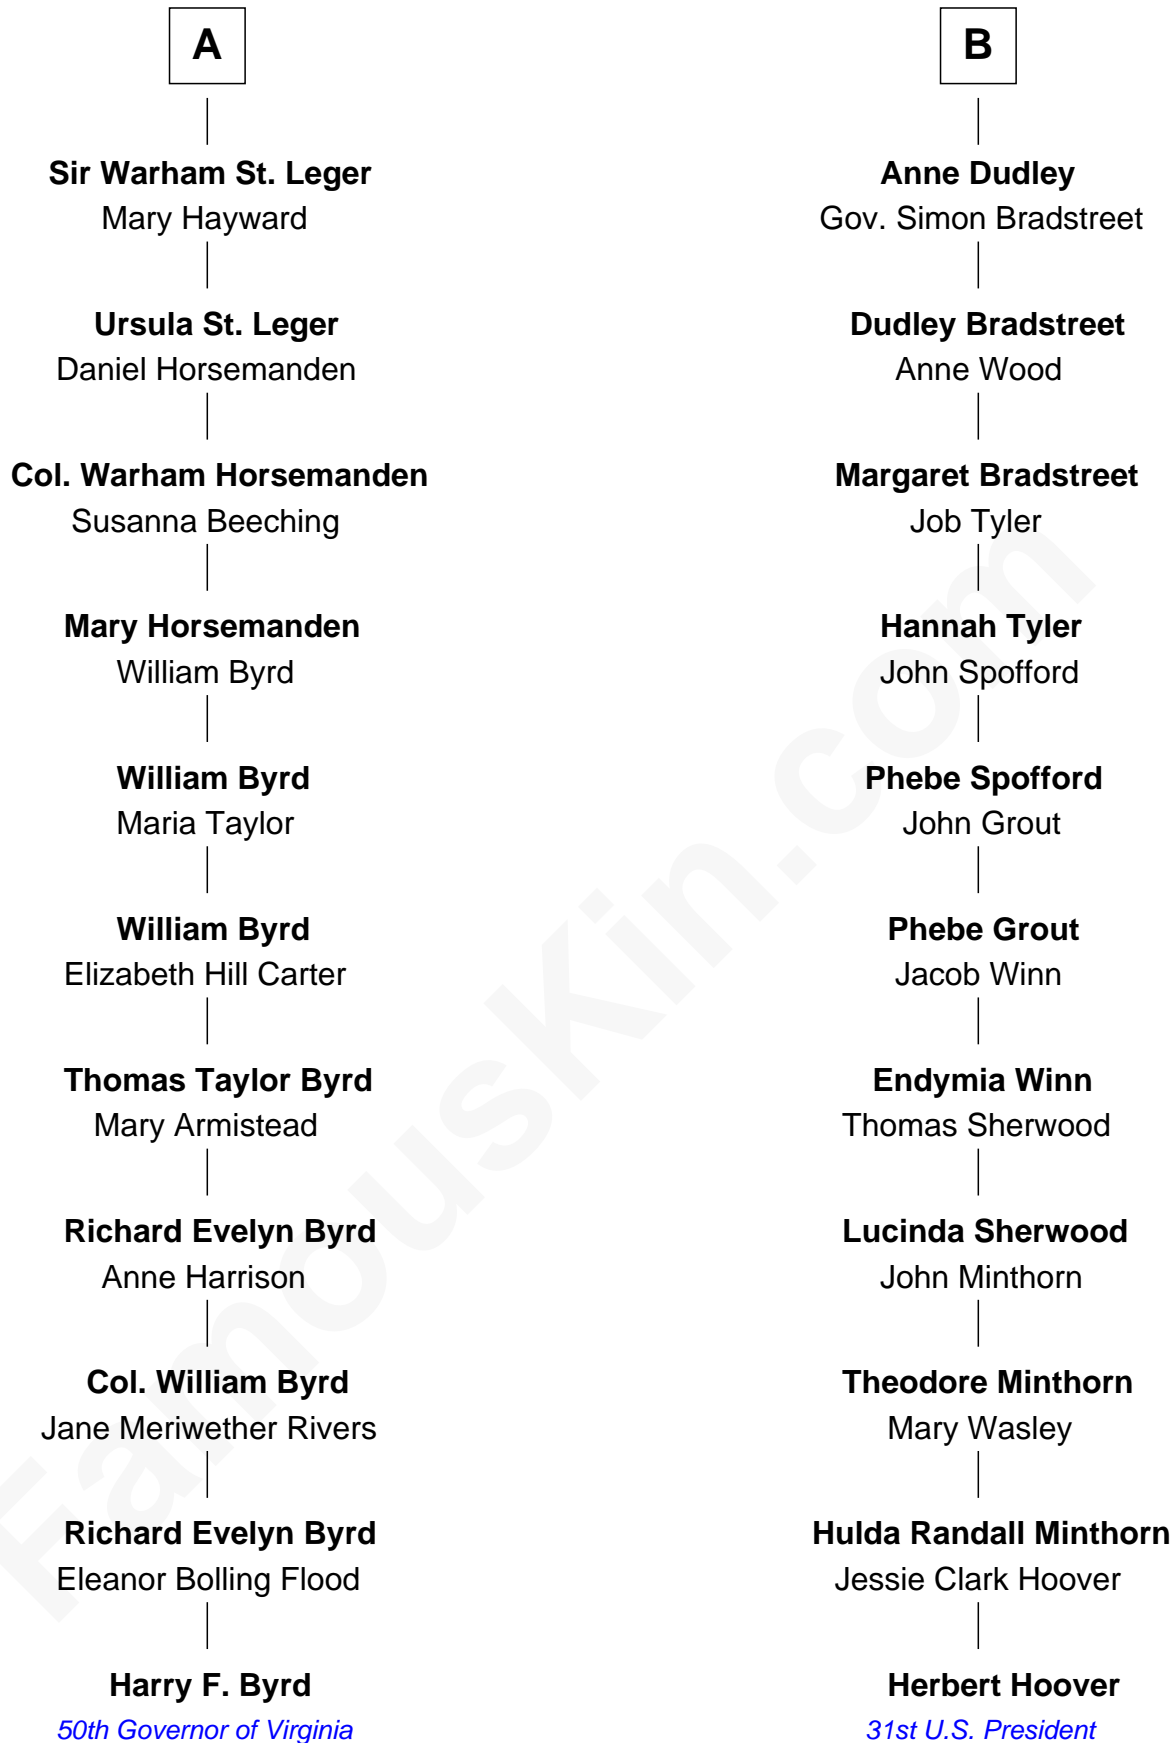 A
Sir Warham St. Leger
Mary Hayward
Ursula St. Leger
Daniel Horsemanden
Col. Warham Horsemanden
Susanna Beeching
Mary Horsemanden
William Byrd
William Byrd
Maria Taylor
William Byrd
Elizabeth Hill Carter
Thomas Taylor Byrd
Mary Armistead
Richard Evelyn Byrd
Anne Harrison
Col. William Byrd
Jane Meriwether Rivers
Richard Evelyn Byrd
Eleanor Bolling Flood
Harry F. Byrd
50th Governor of Virginia
B
Anne Dudley
Gov. Simon Bradstreet
Dudley Bradstreet
Anne Wood
Margaret Bradstreet
Job Tyler
Hannah Tyler
John Spofford
Phebe Spofford
John Grout
Phebe Grout
Jacob Winn
Endymia Winn
Thomas Sherwood
Lucinda Sherwood
John Minthorn
Theodore Minthorn
Mary Wasley
Hulda Randall Minthorn
Jessie Clark Hoover
Herbert Hoover
31st U.S. President
FamousKin.com